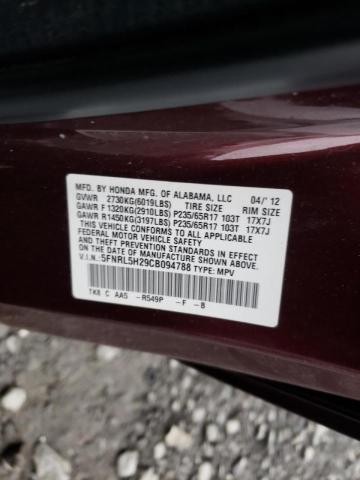 MFD. BY HONDA MFG. OF ALABAMA, LLC 04/'12
GVWR 2730KG(6019LBS) TIRE SIZE RIM SIZE
GAWR F 1320KG(2910LBS) P235/65R17 103T 17X7J
GAWR R1450KG(3197LBS) P235/65R17 103T 17X7J
THIS VEHICLE CONFORMS TO ALL APPLICABLE
FEDERAL MOTOR VEHICLE SAFETY AND
THEFT PREVENTION STANDARDS IN EFFECT
ON THE DATE OF MANUFACTURE SHOWN ABOVE.
V.I.N.: 5FNRL5H29CB094788 TYPE: MPV
TK8 C AA5 -R549P -F -B